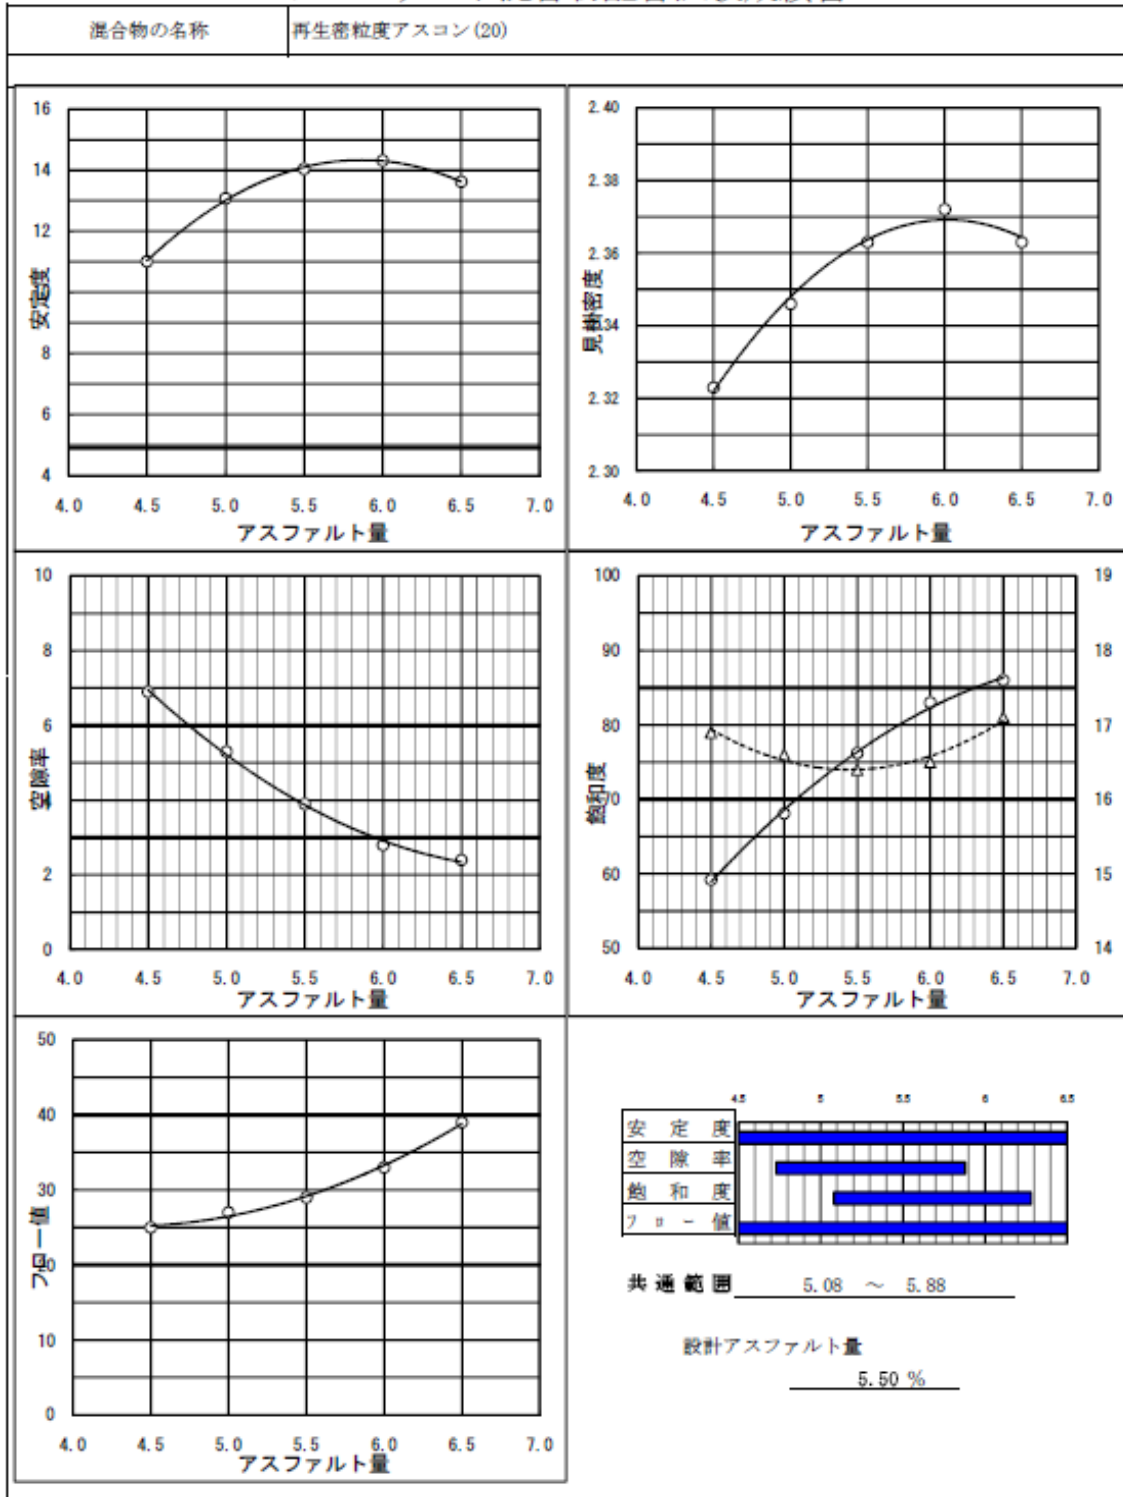 混合物の名称 再生密粒度アスコン(20)
16
14
12
安定度
8
6
4
4.0 4.5 5.0 5.5 6.0 6.5 7.0
アスファルト量
2.40
2.38
2.36
見掛密度
2.34
2.32
2.30
4.0 4.5 5.0 5.5 6.0 6.5 7.0
アスファルト量
10
8
6
空隙率
2
0
4.0 4.5 5.0 5.5 6.0 6.5 7.0
アスファルト量
100 19
90 18
80 17
飽和度
70 16
60 15
50 14
4.0 4.5 5.0 5.5 6.0 6.5 7.0
アスファルト量
50
40
30
フロー値
20
10
0
4.0 4.5 5.0 5.5 6.0 6.5 7.0
アスファルト量
4.5 5 5.5 6 6.5
安定度
空隙率
飽和度
フロー値
共通範囲 5.08 ～ 5.88
設計アスファルト量
5.50 %